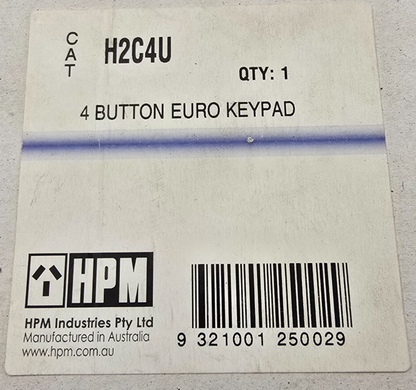 CAT H2C4U
QTY: 1
4 BUTTON EURO KEYPAD
HPM
HPM Industries Pty Ltd
Manufactured in Australia
www.hpm.com.au
9 321001 250029